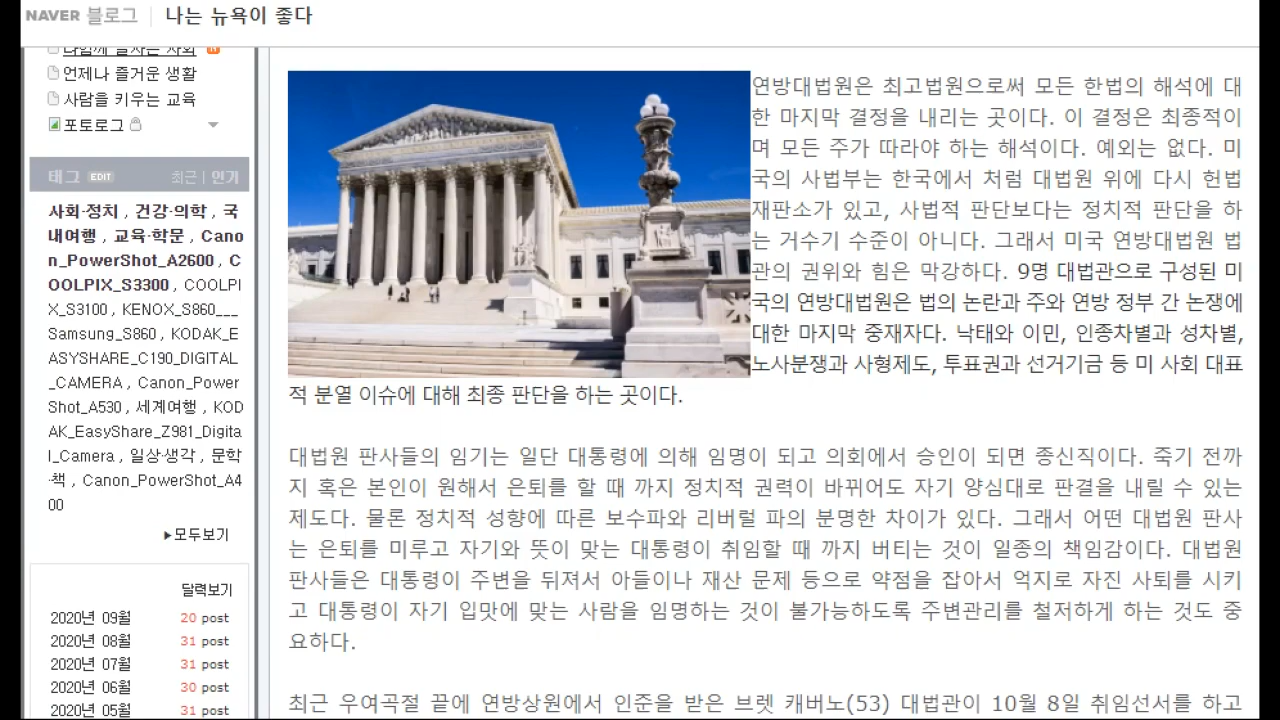 NAVER 블로그 나는 뉴욕이 좋다
다함께 잘사는 사회
언제나 즐거운 생활
사람을 키우는 교육
포토로그
태그 EDIT 최근 | 인기
사회·정치 , 건강·의학 , 국
내여행 , 교육·학문 , Cano
n_PowerShot_A2600 , C
OOLPIX_S3300 , COOLPI
X_S3100 , KENOX_S860___
Samsung_S860 , KODAK_E
ASYSHARE_C190_DIGITAL
_CAMERA , Canon_Power
Shot_A530 , 세계여행 , KOD
AK_EasyShare_Z981_Digita
l_Camera , 일상·생각 , 문학
·책 , Canon_PowerShot_A4
00
▶모두보기
달력보기
2020년 09월 20 post
2020년 08월 31 post
2020년 07월 31 post
2020년 06월 30 post
2020년 05월 31 post
연방대법원은 최고법원으로써 모든 한법의 해석에 대
한 마지막 결정을 내리는 곳이다. 이 결정은 최종적이
며 모든 주가 따라야 하는 해석이다. 예외는 없다. 미
국의 사법부는 한국에서 처럼 대법원 위에 다시 헌법
재판소가 있고, 사법적 판단보다는 정치적 판단을 하
는 거수기 수준이 아니다. 그래서 미국 연방대법원 법
관의 권위와 힘은 막강하다. 9명 대법관으로 구성된 미
국의 연방대법원은 법의 논란과 주와 연방 정부 간 논쟁에
대한 마지막 중재자다. 낙태와 이민, 인종차별과 성차별,
노사분쟁과 사형제도, 투표권과 선거기금 등 미 사회 대표
적 분열 이슈에 대해 최종 판단을 하는 곳이다.
대법원 판사들의 임기는 일단 대통령에 의해 임명이 되고 의회에서 승인이 되면 종신직이다. 죽기 전까
지 혹은 본인이 원해서 은퇴를 할 때 까지 정치적 권력이 바뀌어도 자기 양심대로 판결을 내릴 수 있는
제도다. 물론 정치적 성향에 따른 보수파와 리버럴 파의 분명한 차이가 있다. 그래서 어떤 대법원 판사
는 은퇴를 미루고 자기와 뜻이 맞는 대통령이 취임할 때 까지 버티는 것이 일종의 책임감이다. 대법원
판사들은 대통령이 주변을 뒤져서 아들이나 재산 문제 등으로 약점을 잡아서 억지로 자진 사퇴를 시키
고 대통령이 자기 입맛에 맞는 사람을 임명하는 것이 불가능하도록 주변관리를 철저하게 하는 것도 중
요하다.
최근 우여곡절 끝에 연방상원에서 인준을 받은 브렛 캐버노(53) 대법관이 10월 8일 취임선서를 하고